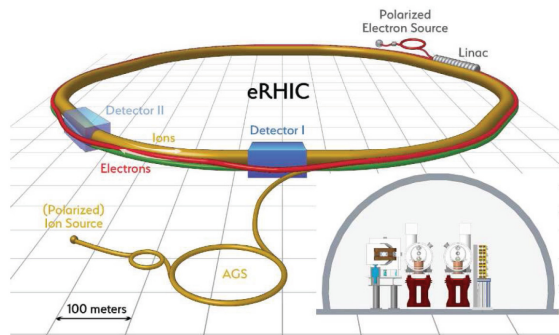 Polarized
Electron Source
Linac
eRHIC
Detector II
Ions
Detector I
Electrons
(Polarized)
Ion Source
AGS
100 meters